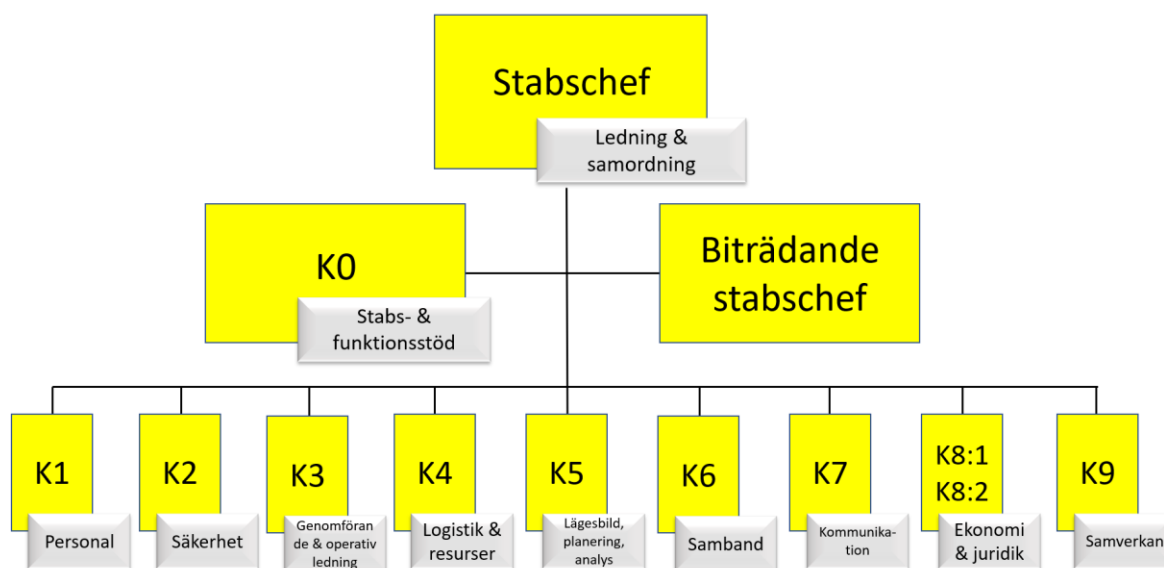 Stabschef
Ledning &
samordning
K0
Stabs- &
funktionsstöd
Biträdande
stabschef
K1
Personal
K2
Säkerhet
K3
Genomföran
de & operativ
ledning
K4
Logistik &
resurser
K5
Lägesbild,
planering,
analys
K6
Samband
K7
Kommunika-
tion
K8:1
K8:2
Ekonomi
& juridik
K9
Samverkan